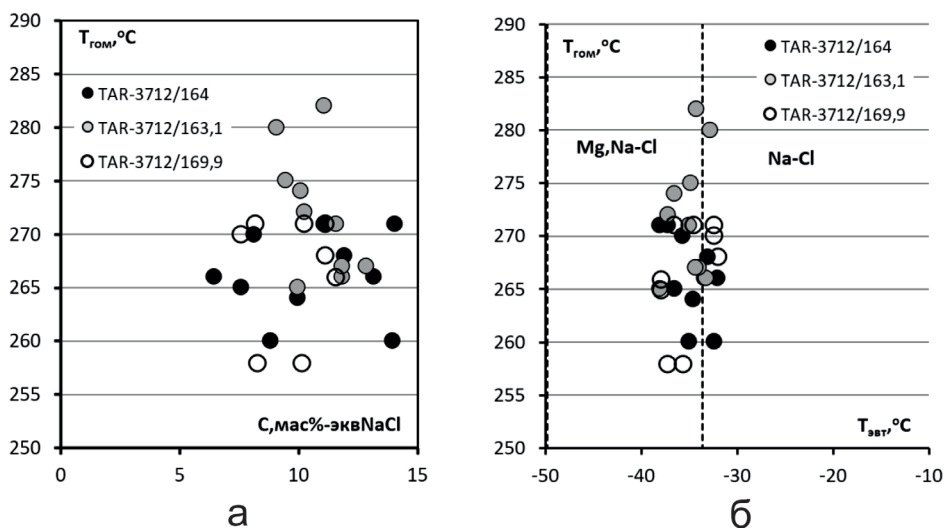 290
285
280
275
270
265
260
255
250
0
5
10
15
Tгом,°C
TAR-3712/164
TAR-3712/163,1
TAR-3712/169,9
С,мас%-эквNaCl
а
290
285
280
275
270
265
260
255
250
-50
-40
-30
-20
-10
Tгом,°C
TAR-3712/164
TAR-3712/163,1
TAR-3712/169,9
Mg,Na-Cl
Na-Cl
Tэвт,°C
б